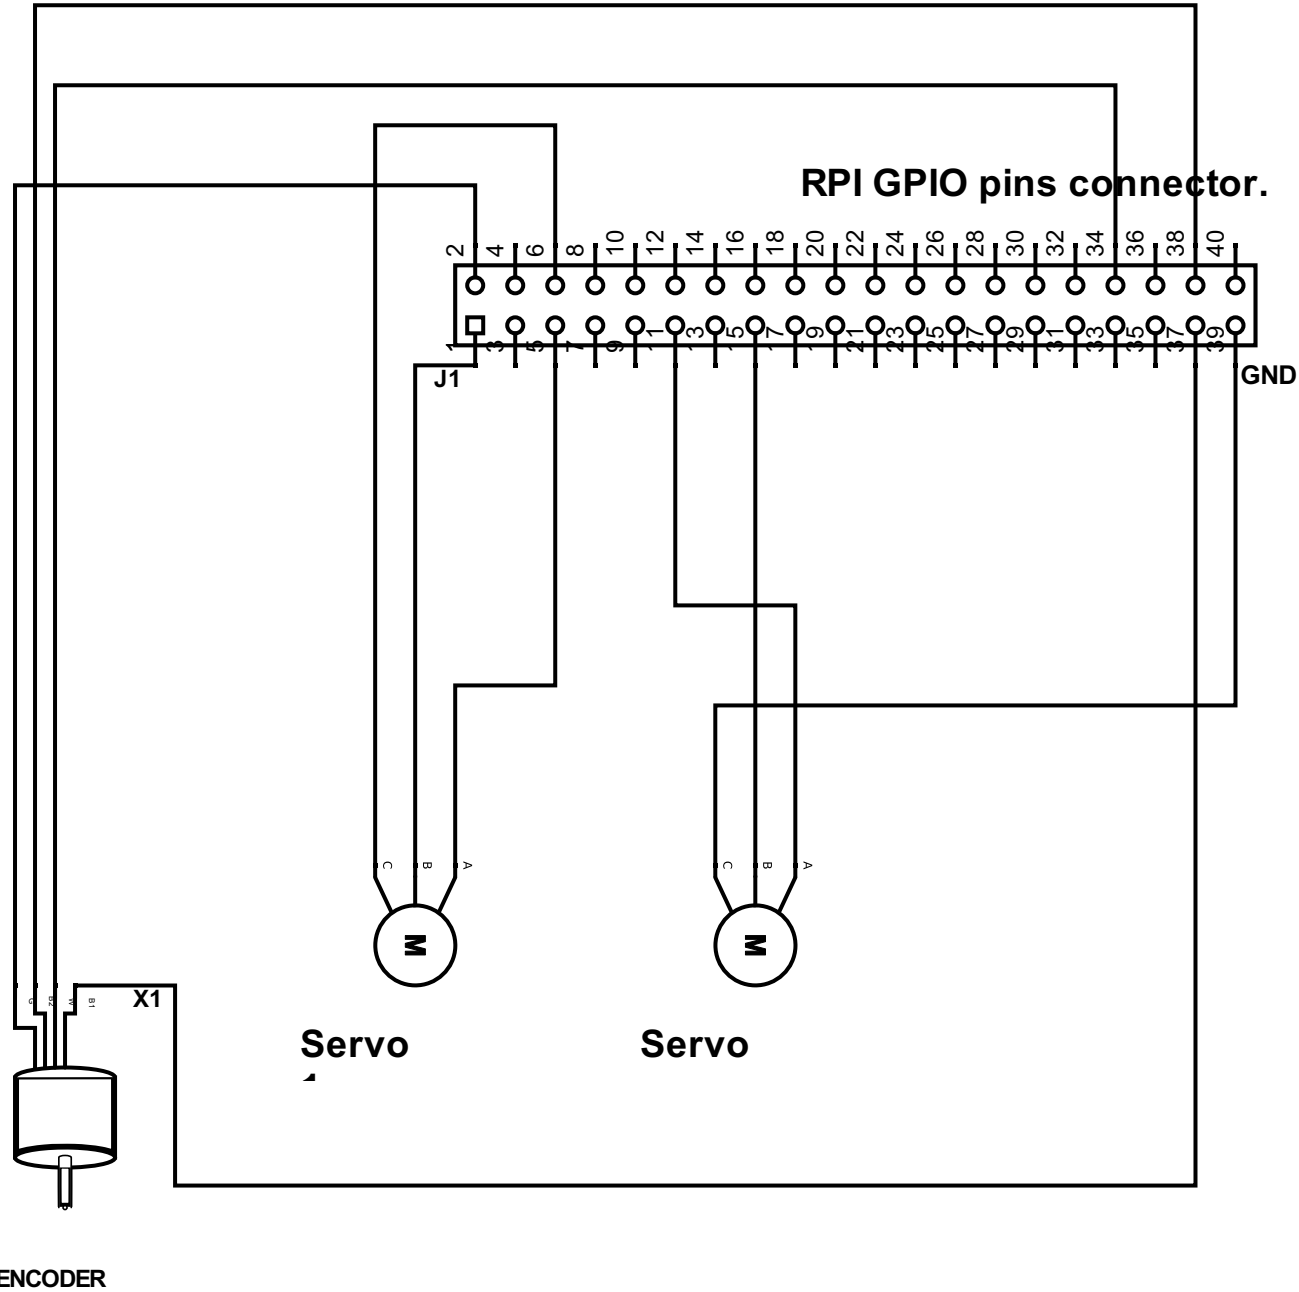 RPI GPIO pins connector.
2 4 6 8 10 12 14 16 18 20 22 24 26 28 30 32 34 36 38 40
1 3 5 7 9 11 13 15 17 19 21 23 25 27 29 31 33 35 37 39
J1 GND
C B A C B A
M M
G B2 W B1 X1
Servo Servo
ENCODER